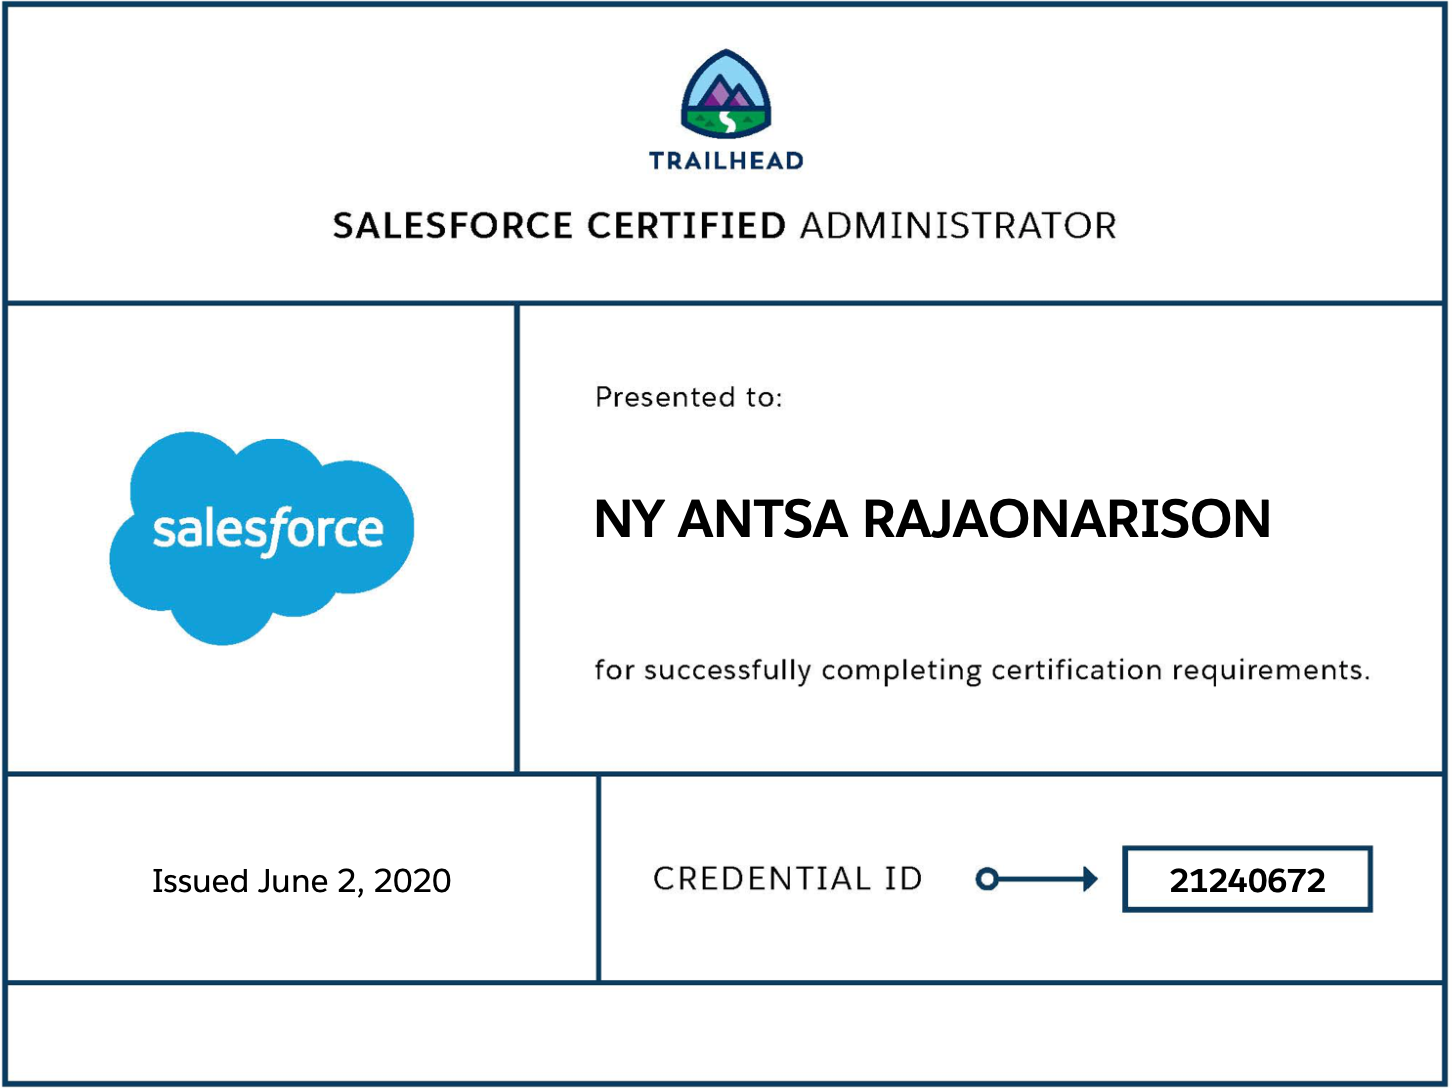 TRAILHEAD
SALESFORCE CERTIFIED ADMINISTRATOR
salesforce
Presented to:
NY ANTSA RAJAONARISON
for successfully completing certification requirements.
Issued June 2, 2020
CREDENTIAL ID
21240672